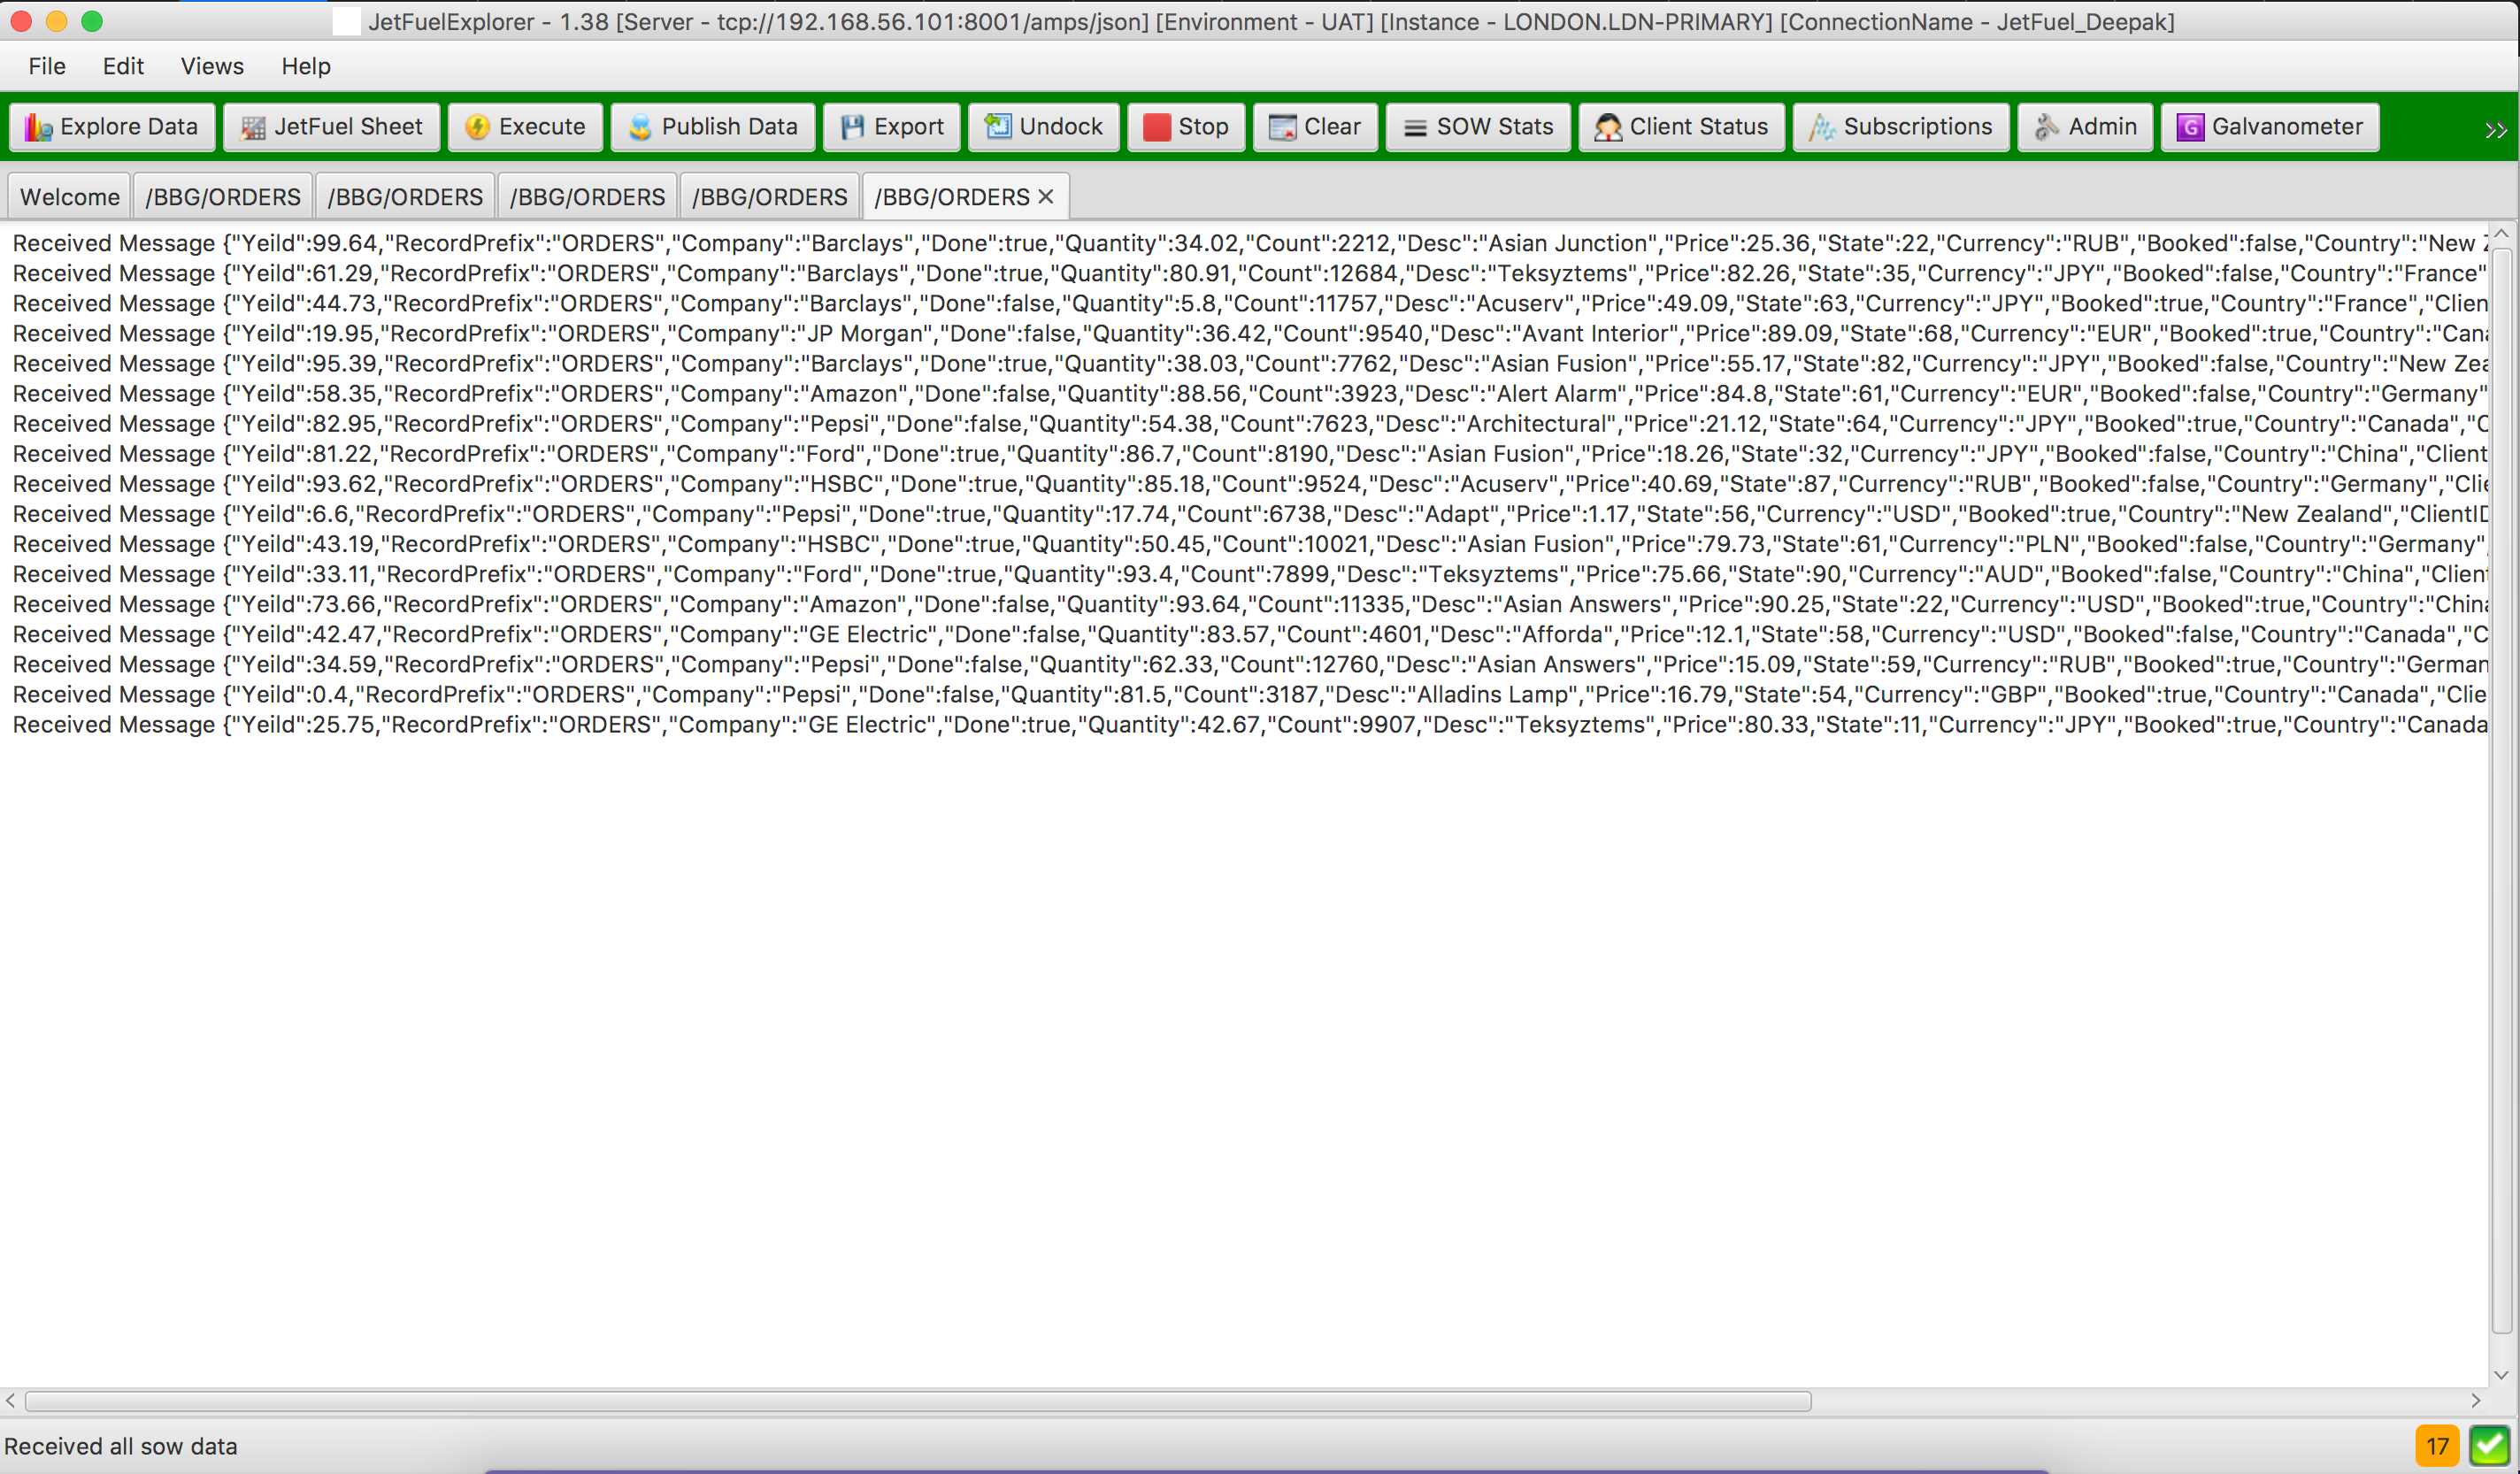 JetFuelExplorer - 1.38 [Server - tcp://192.168.56.101:8001/amps/json] [Environment - UAT] [Instance - LONDON.LDN-PRIMARY] [ConnectionName - JetFuel_Deepak]
File Edit Views Help
Explore Data JetFuel Sheet Execute Publish Data Export Undock Stop Clear SOW Stats Client Status Subscriptions Admin G Galvanometer
Welcome /BBG/ORDERS /BBG/ORDERS /BBG/ORDERS /BBG/ORDERS /BBG/ORDERS
Received Message {"Yeild":99.64,"RecordPrefix":"ORDERS","Company":"Barclays","Done":true,"Quantity":34.02,"Count":2212,"Desc":"Asian Junction","Price":25.36,"State":22,"Currency":"RUB","Booked":false,"Country":"New
Received Message {"Yeild":61.29,"RecordPrefix":"ORDERS","Company":"Barclays","Done":true,"Quantity":80.91,"Count":12684,"Desc":"Teksyztems","Price":82.26,"State":35,"Currency":"JPY","Booked":false,"Country":"France"
Received Message {"Yeild":44.73,"RecordPrefix":"ORDERS","Company":"Barclays","Done":false,"Quantity":5.8,"Count":11757,"Desc":"Acuserv","Price":49.09,"State":63,"Currency":"JPY","Booked":true,"Country":"France","Clien
Received Message {"Yeild":19.95,"RecordPrefix":"ORDERS","Company":"JP Morgan","Done":false,"Quantity":36.42,"Count":9540,"Desc":"Avant Interior","Price":89.09,"State":68,"Currency":"EUR","Booked":true,"Country":"Cana
Received Message {"Yeild":95.39,"RecordPrefix":"ORDERS","Company":"Barclays","Done":true,"Quantity":38.03,"Count":7762,"Desc":"Asian Fusion","Price":55.17,"State":82,"Currency":"JPY","Booked":false,"Country":"New Zea
Received Message {"Yeild":58.35,"RecordPrefix":"ORDERS","Company":"Amazon","Done":false,"Quantity":88.56,"Count":3923,"Desc":"Alert Alarm","Price":84.8,"State":61,"Currency":"EUR","Booked":false,"Country":"Germany"
Received Message {"Yeild":82.95,"RecordPrefix":"ORDERS","Company":"Pepsi","Done":false,"Quantity":54.38,"Count":7623,"Desc":"Architectural","Price":21.12,"State":64,"Currency":"JPY","Booked":true,"Country":"Canada","C
Received Message {"Yeild":81.22,"RecordPrefix":"ORDERS","Company":"Ford","Done":true,"Quantity":86.7,"Count":8190,"Desc":"Asian Fusion","Price":18.26,"State":32,"Currency":"JPY","Booked":false,"Country":"China","Client
Received Message {"Yeild":93.62,"RecordPrefix":"ORDERS","Company":"HSBC","Done":true,"Quantity":85.18,"Count":9524,"Desc":"Acuserv","Price":40.69,"State":87,"Currency":"RUB","Booked":false,"Country":"Germany","Clie
Received Message {"Yeild":6.6,"RecordPrefix":"ORDERS","Company":"Pepsi","Done":true,"Quantity":17.74,"Count":6738,"Desc":"Adapt","Price":1.17,"State":56,"Currency":"USD","Booked":true,"Country":"New Zealand","ClientID
Received Message {"Yeild":43.19,"RecordPrefix":"ORDERS","Company":"HSBC","Done":true,"Quantity":50.45,"Count":10021,"Desc":"Asian Fusion","Price":79.73,"State":61,"Currency":"PLN","Booked":false,"Country":"Germany",
Received Message {"Yeild":33.11,"RecordPrefix":"ORDERS","Company":"Ford","Done":true,"Quantity":93.4,"Count":7899,"Desc":"Teksyztems","Price":75.66,"State":90,"Currency":"AUD","Booked":false,"Country":"China","Client
Received Message {"Yeild":73.66,"RecordPrefix":"ORDERS","Company":"Amazon","Done":false,"Quantity":93.64,"Count":11335,"Desc":"Asian Answers","Price":90.25,"State":22,"Currency":"USD","Booked":true,"Country":"China
Received Message {"Yeild":42.47,"RecordPrefix":"ORDERS","Company":"GE Electric","Done":false,"Quantity":83.57,"Count":4601,"Desc":"Afforda","Price":12.1,"State":58,"Currency":"USD","Booked":false,"Country":"Canada","C
Received Message {"Yeild":34.59,"RecordPrefix":"ORDERS","Company":"Pepsi","Done":false,"Quantity":62.33,"Count":12760,"Desc":"Asian Answers","Price":15.09,"State":59,"Currency":"RUB","Booked":true,"Country":"German
Received Message {"Yeild":0.4,"RecordPrefix":"ORDERS","Company":"Pepsi","Done":false,"Quantity":81.5,"Count":3187,"Desc":"Alladins Lamp","Price":16.79,"State":54,"Currency":"GBP","Booked":true,"Country":"Canada","Clie
Received Message {"Yeild":25.75,"RecordPrefix":"ORDERS","Company":"GE Electric","Done":true,"Quantity":42.67,"Count":9907,"Desc":"Teksyztems","Price":80.33,"State":11,"Currency":"JPY","Booked":true,"Country":"Canada
Received all sow data 17